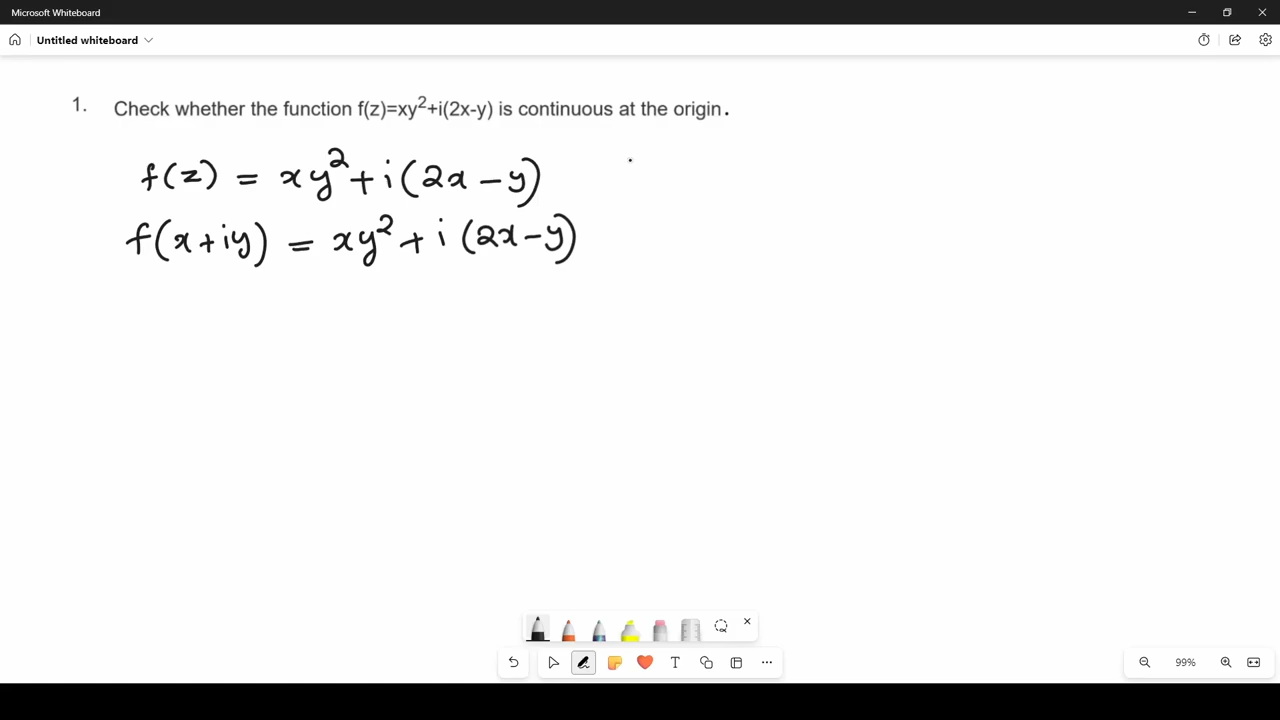 Microsoft Whiteboard
Untitled whiteboard
1. Check whether the function f(z)=xy²+i(2x-y) is continuous at the origin.
f(z) = xy² + i(2x - y)
f(x+iy) = xy² + i(2x-y)
99%